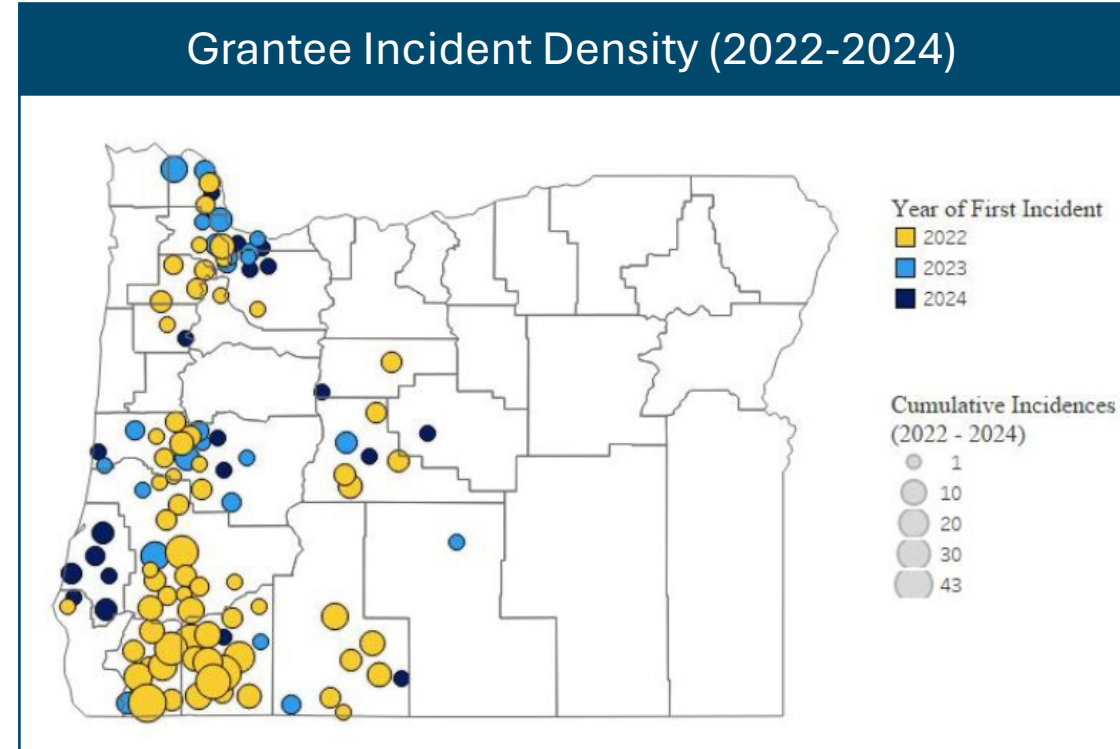 Grantee Incident Density (2022-2024)
Year of First Incident
2022
2023
2024
Cumulative Incidences
(2022 - 2024)
1
10
20
30
43